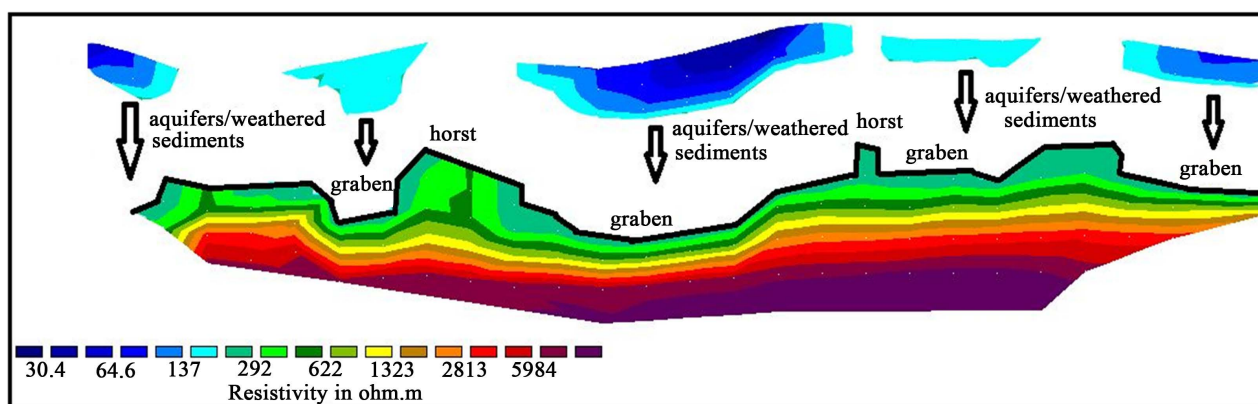 aquifers/weathered
sediments
graben
horst
graben
aquifers/weathered
sediments
horst
graben
aquifers/weathered
sediments
graben
30.4 64.6 137 292 622 1323 2813 5984
Resistivity in ohm.m